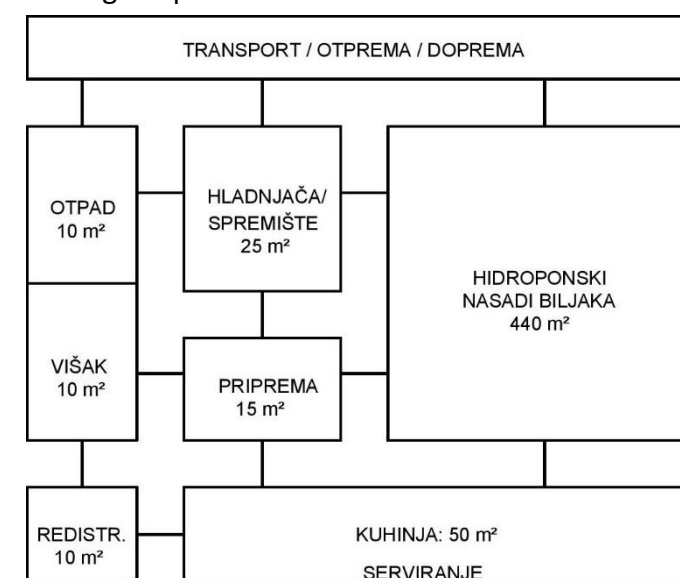 TRANSPORT / OTPREMA / DOPREMA
OTPAD
10 m²
HLADNJAČA/
SPREMIŠTE
25 m²
HIDROPONSKI
NASADI BILJAKA
440 m²
VIŠAK
10 m²
PRIPREMA
15 m²
REDISTR.
10 m²
KUHINJA: 50 m²
SERVIRANJE